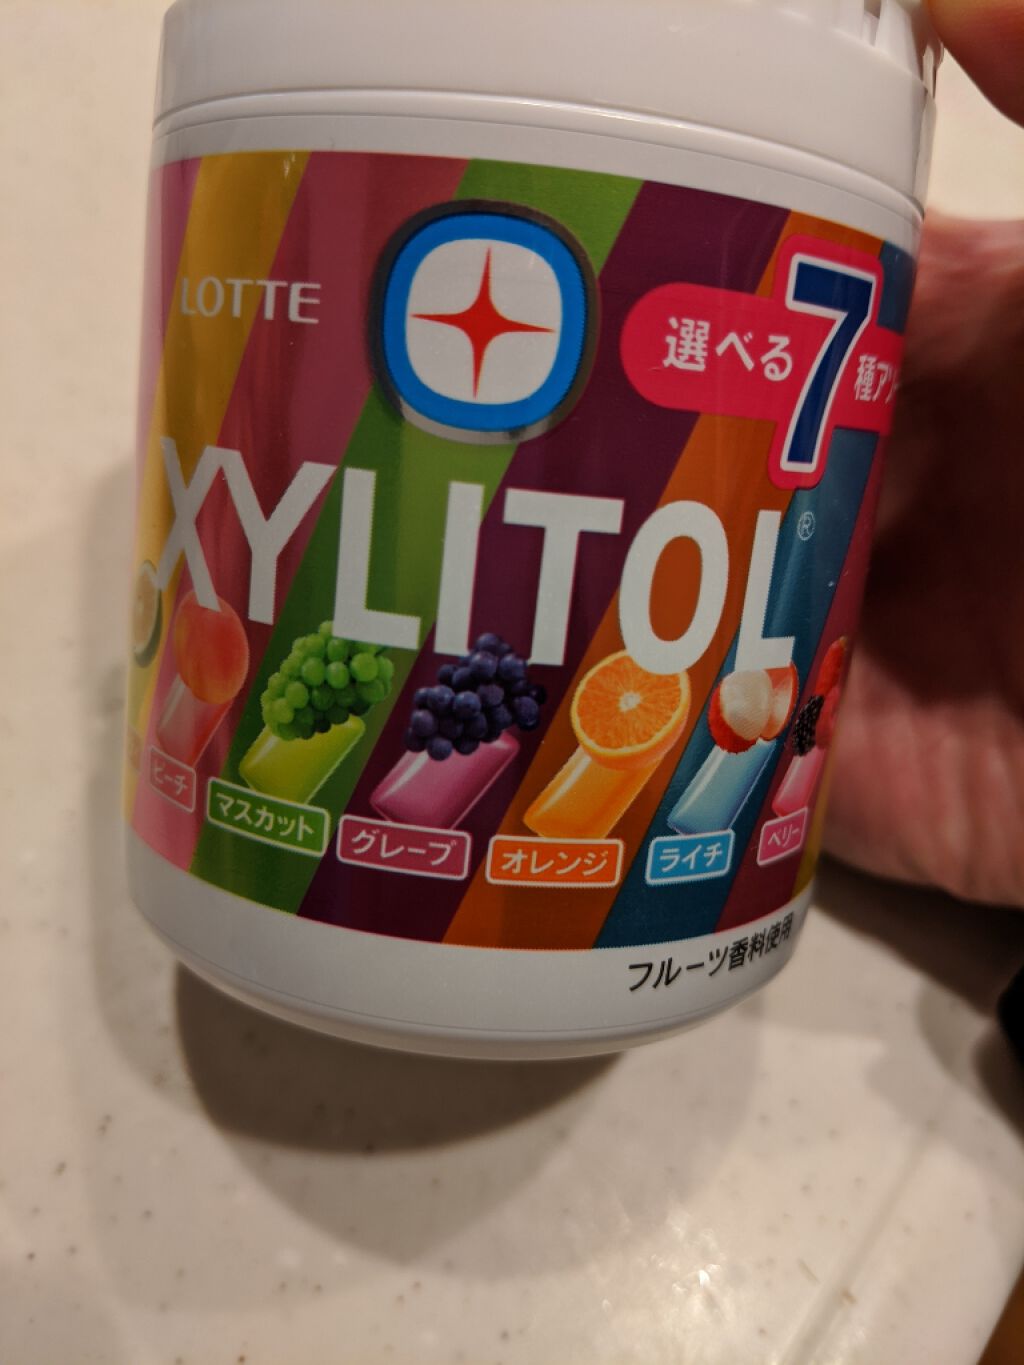 LOTTE
選べる7種アソ
XYLITOL®
ピーチ
マスカット
グレープ
オレンジ
ライチ
ベリー
フルーツ香料使用